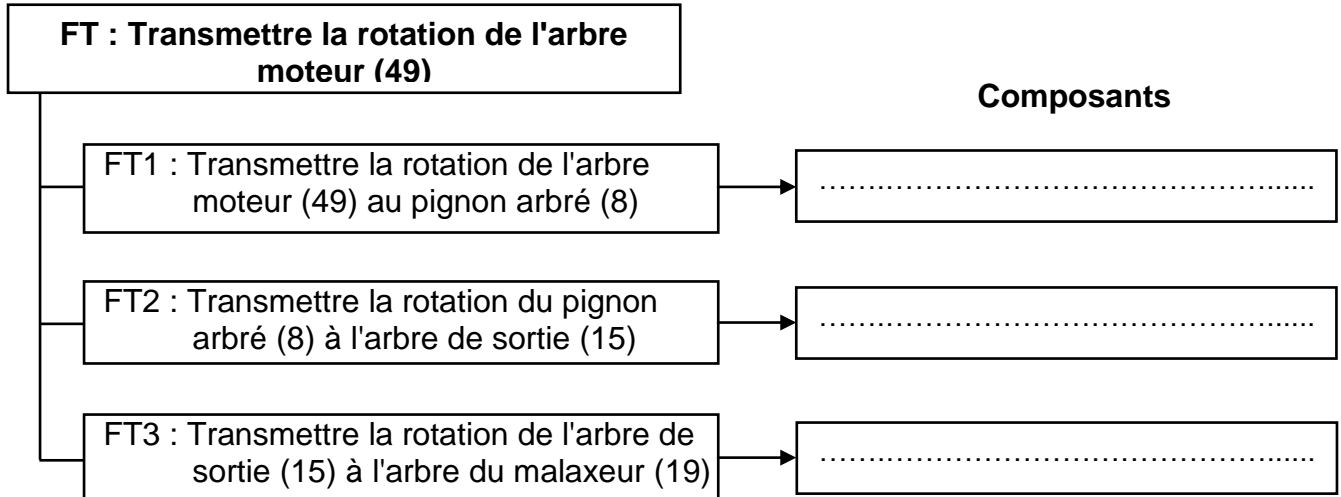 FT : Transmettre la rotation de l'arbre
moteur (49)
Composants
FT1 : Transmettre la rotation de l'arbre
moteur (49) au pignon arbré (8)
…………………………………………......
FT2 : Transmettre la rotation du pignon
arbré (8) à l'arbre de sortie (15)
…………………………………………......
FT3 : Transmettre la rotation de l'arbre de
sortie (15) à l'arbre du malaxeur (19)
…………………………………………......